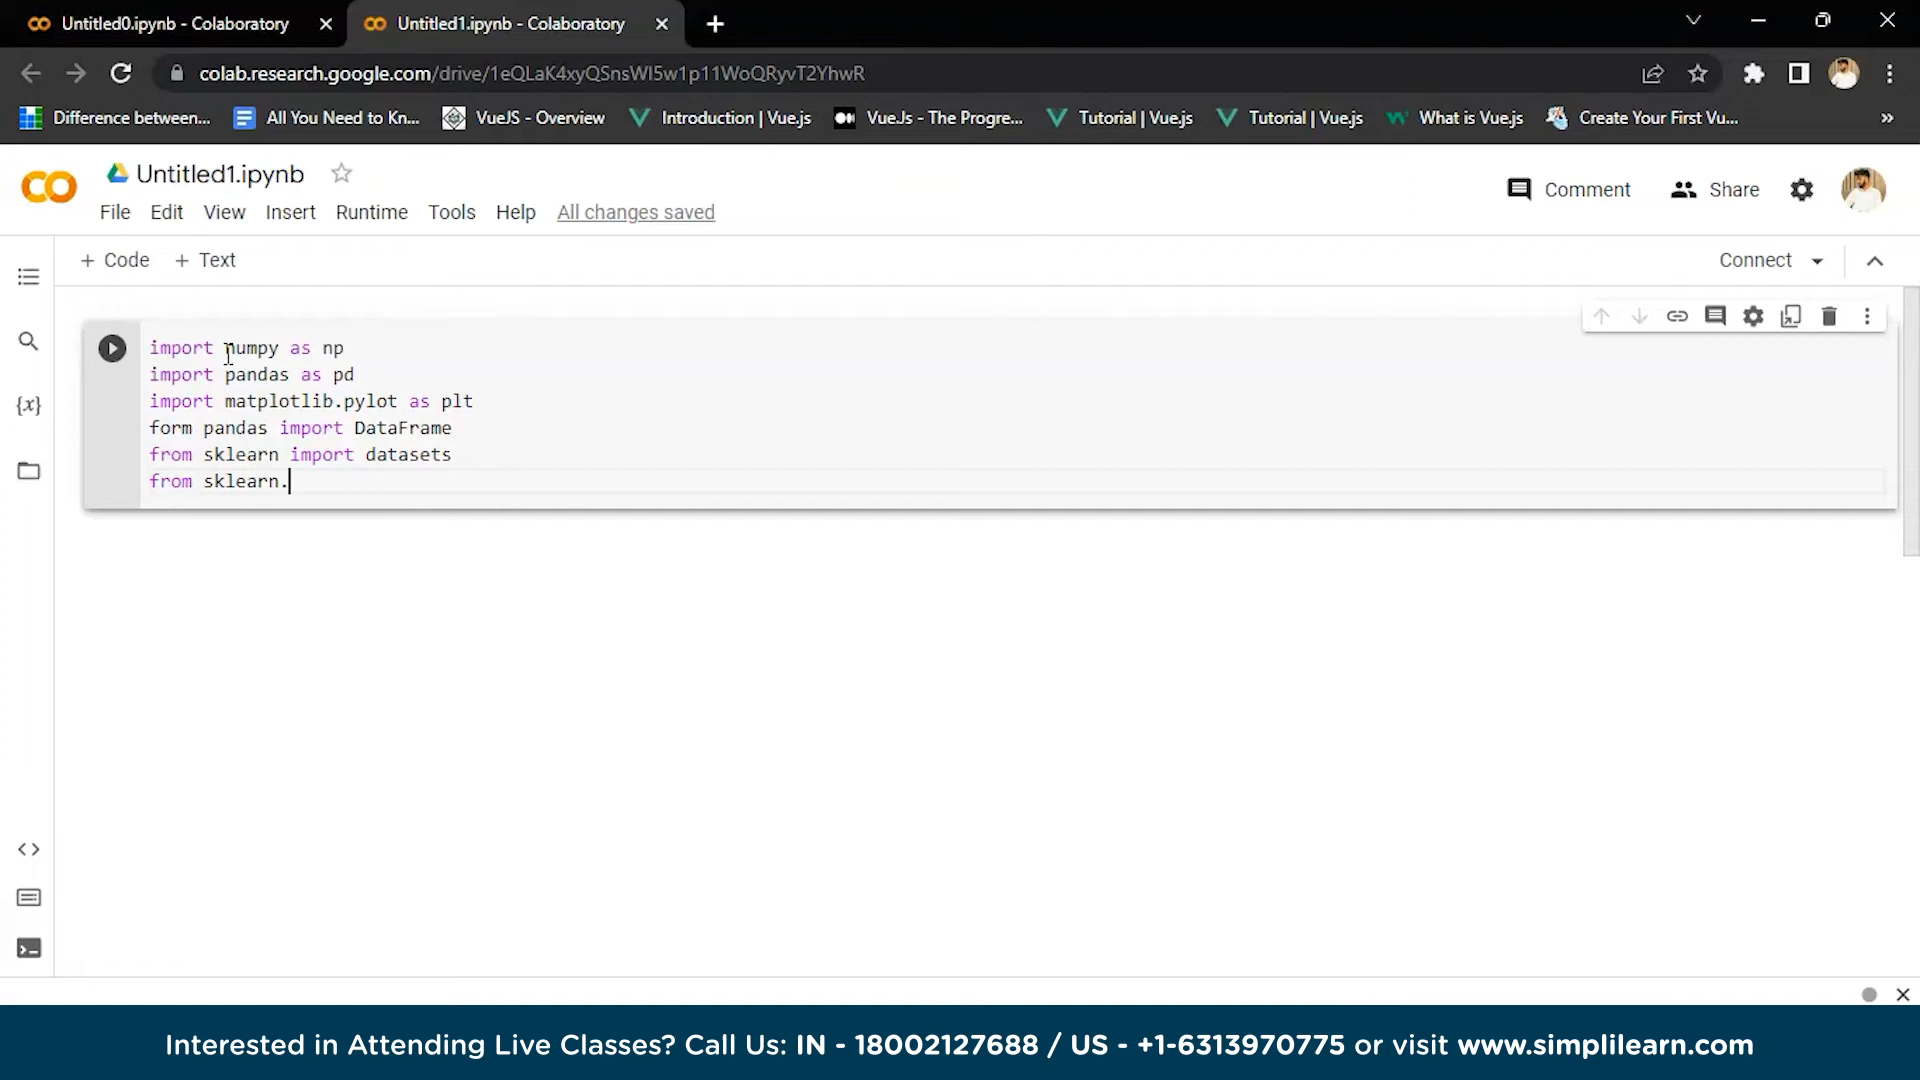 Untitled0.ipynb - Colaboratory
Untitled1.ipynb - Colaboratory
colab.research.google.com/drive/1eQLaK4xyQSnsWI5w1p11WoQRyvT2YhwR
Difference between...
All You Need to Kn...
VueJS - Overview
Introduction | Vue.js
VueJs - The Progre...
Tutorial | Vue.js
Tutorial | Vue.js
What is Vue.js
Create Your First Vu...
»
CO Untitled1.ipynb
File Edit View Insert Runtime Tools Help All changes saved
Comment Share
+ Code + Text
Connect
import numpy as np
import pandas as pd
import matplotlib.pylot as plt
form pandas import DataFrame
from sklearn import datasets
from sklearn.
{x}
Interested in Attending Live Classes? Call Us: IN - 18002127688 / US - +1-6313970775 or visit www.simplilearn.com